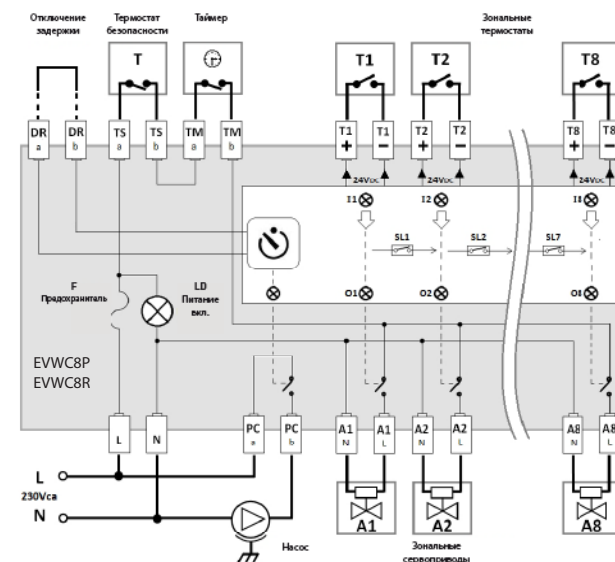 Отключение
задержки
Термостат
безопасности
Таймер
Зональные
термостаты
T
T1
T2
T8
DR
a
DR
b
TS
a
TS
b
TM
a
TM
b
T1
+
T1
−
T2
+
T2
−
T8
+
T8
−
24VDC
24VDC
24VDC
I1
I2
I8
SL1
SL2
SL7
O1
O2
O8
F
Предохранитель
LD
Питание
вкл.
EVWC8P
EVWC8R
L
N
PC
a
PC
b
A1
N
A1
L
A2
N
A2
L
A8
N
A8
L
L
230Vca
N
Насос
A1
A2
A8
Зональные
сервоприводы